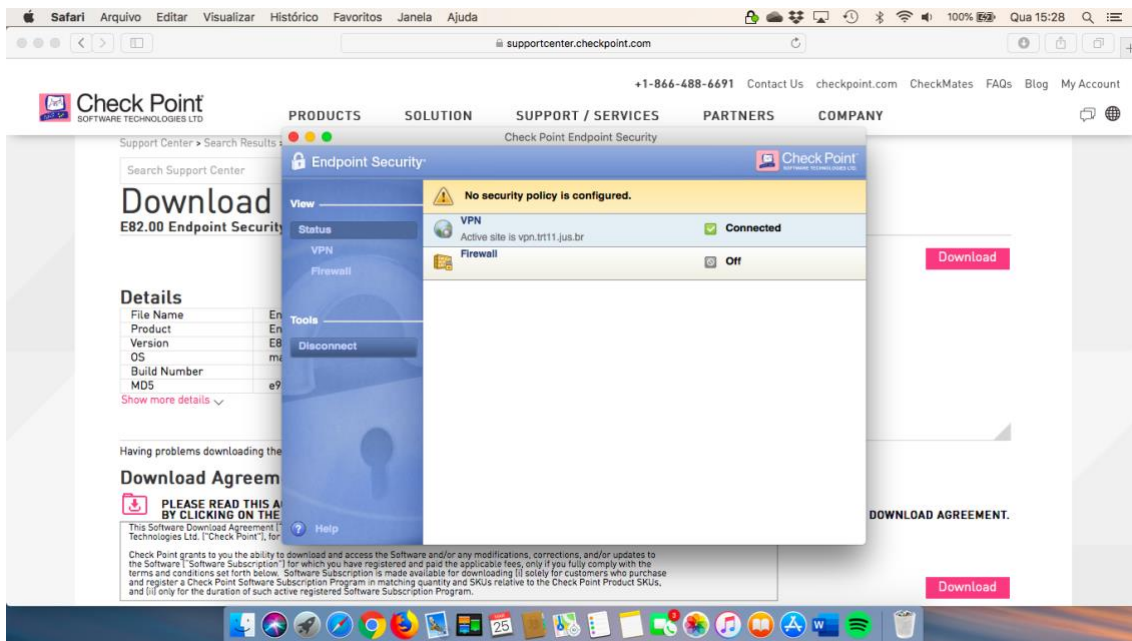 Safari Arquivo Editar Visualizar Histórico Favoritos Janela Ajuda 100% Qua 15:28
supportcenter.checkpoint.com
+1-866-488-6691 Contact Us checkpoint.com CheckMates FAQs Blog My Account
Check Point
SOFTWARE TECHNOLOGIES LTD
PRODUCTS SOLUTION SUPPORT / SERVICES PARTNERS COMPANY
Support Center > Search Results
Search Support Center
Download
E82.00 Endpoint Security
Download
Details
File Name En
Product En
Version E8
OS ma
Build Number
MD5 e9
Show more details
Having problems downloading the
Download Agreem
PLEASE READ THIS A
BY CLICKING ON THE
DOWNLOAD AGREEMENT.
This Software Download Agreement
Technologies Ltd. ("Check Point"), for
Check Point grants to you the ability to download and access the Software and/or any modifications, corrections, and/or updates to
the Software ("Software Subscription") for which you have registered and paid the applicable fees, only if you fully comply with the
terms and conditions set forth below. Software Subscription is made available for downloading (i) solely for customers who purchase
and register a Check Point Software Subscription Program in matching quantity and SKUs relative to the Check Point Product SKUs,
and (ii) only for the duration of such active registered Software Subscription Program.
Download
Check Point Endpoint Security
Endpoint Security
Check Point
SOFTWARE TECHNOLOGIES LTD.
View
Status
VPN
Firewall
Tools
Disconnect
Help
No security policy is configured.
VPN
Active site is vpn.trt11.jus.br
Connected
Firewall
Off
25
W